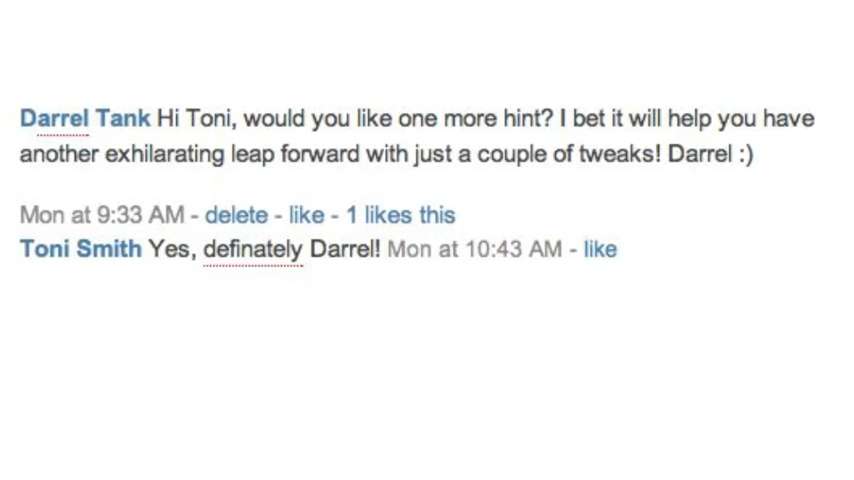 Darrel Tank Hi Toni, would you like one more hint? I bet it will help you have
another exhilarating leap forward with just a couple of tweaks! Darrel :)
Mon at 9:33 AM - delete - like - 1 likes this
Toni Smith Yes, definately Darrel! Mon at 10:43 AM - like